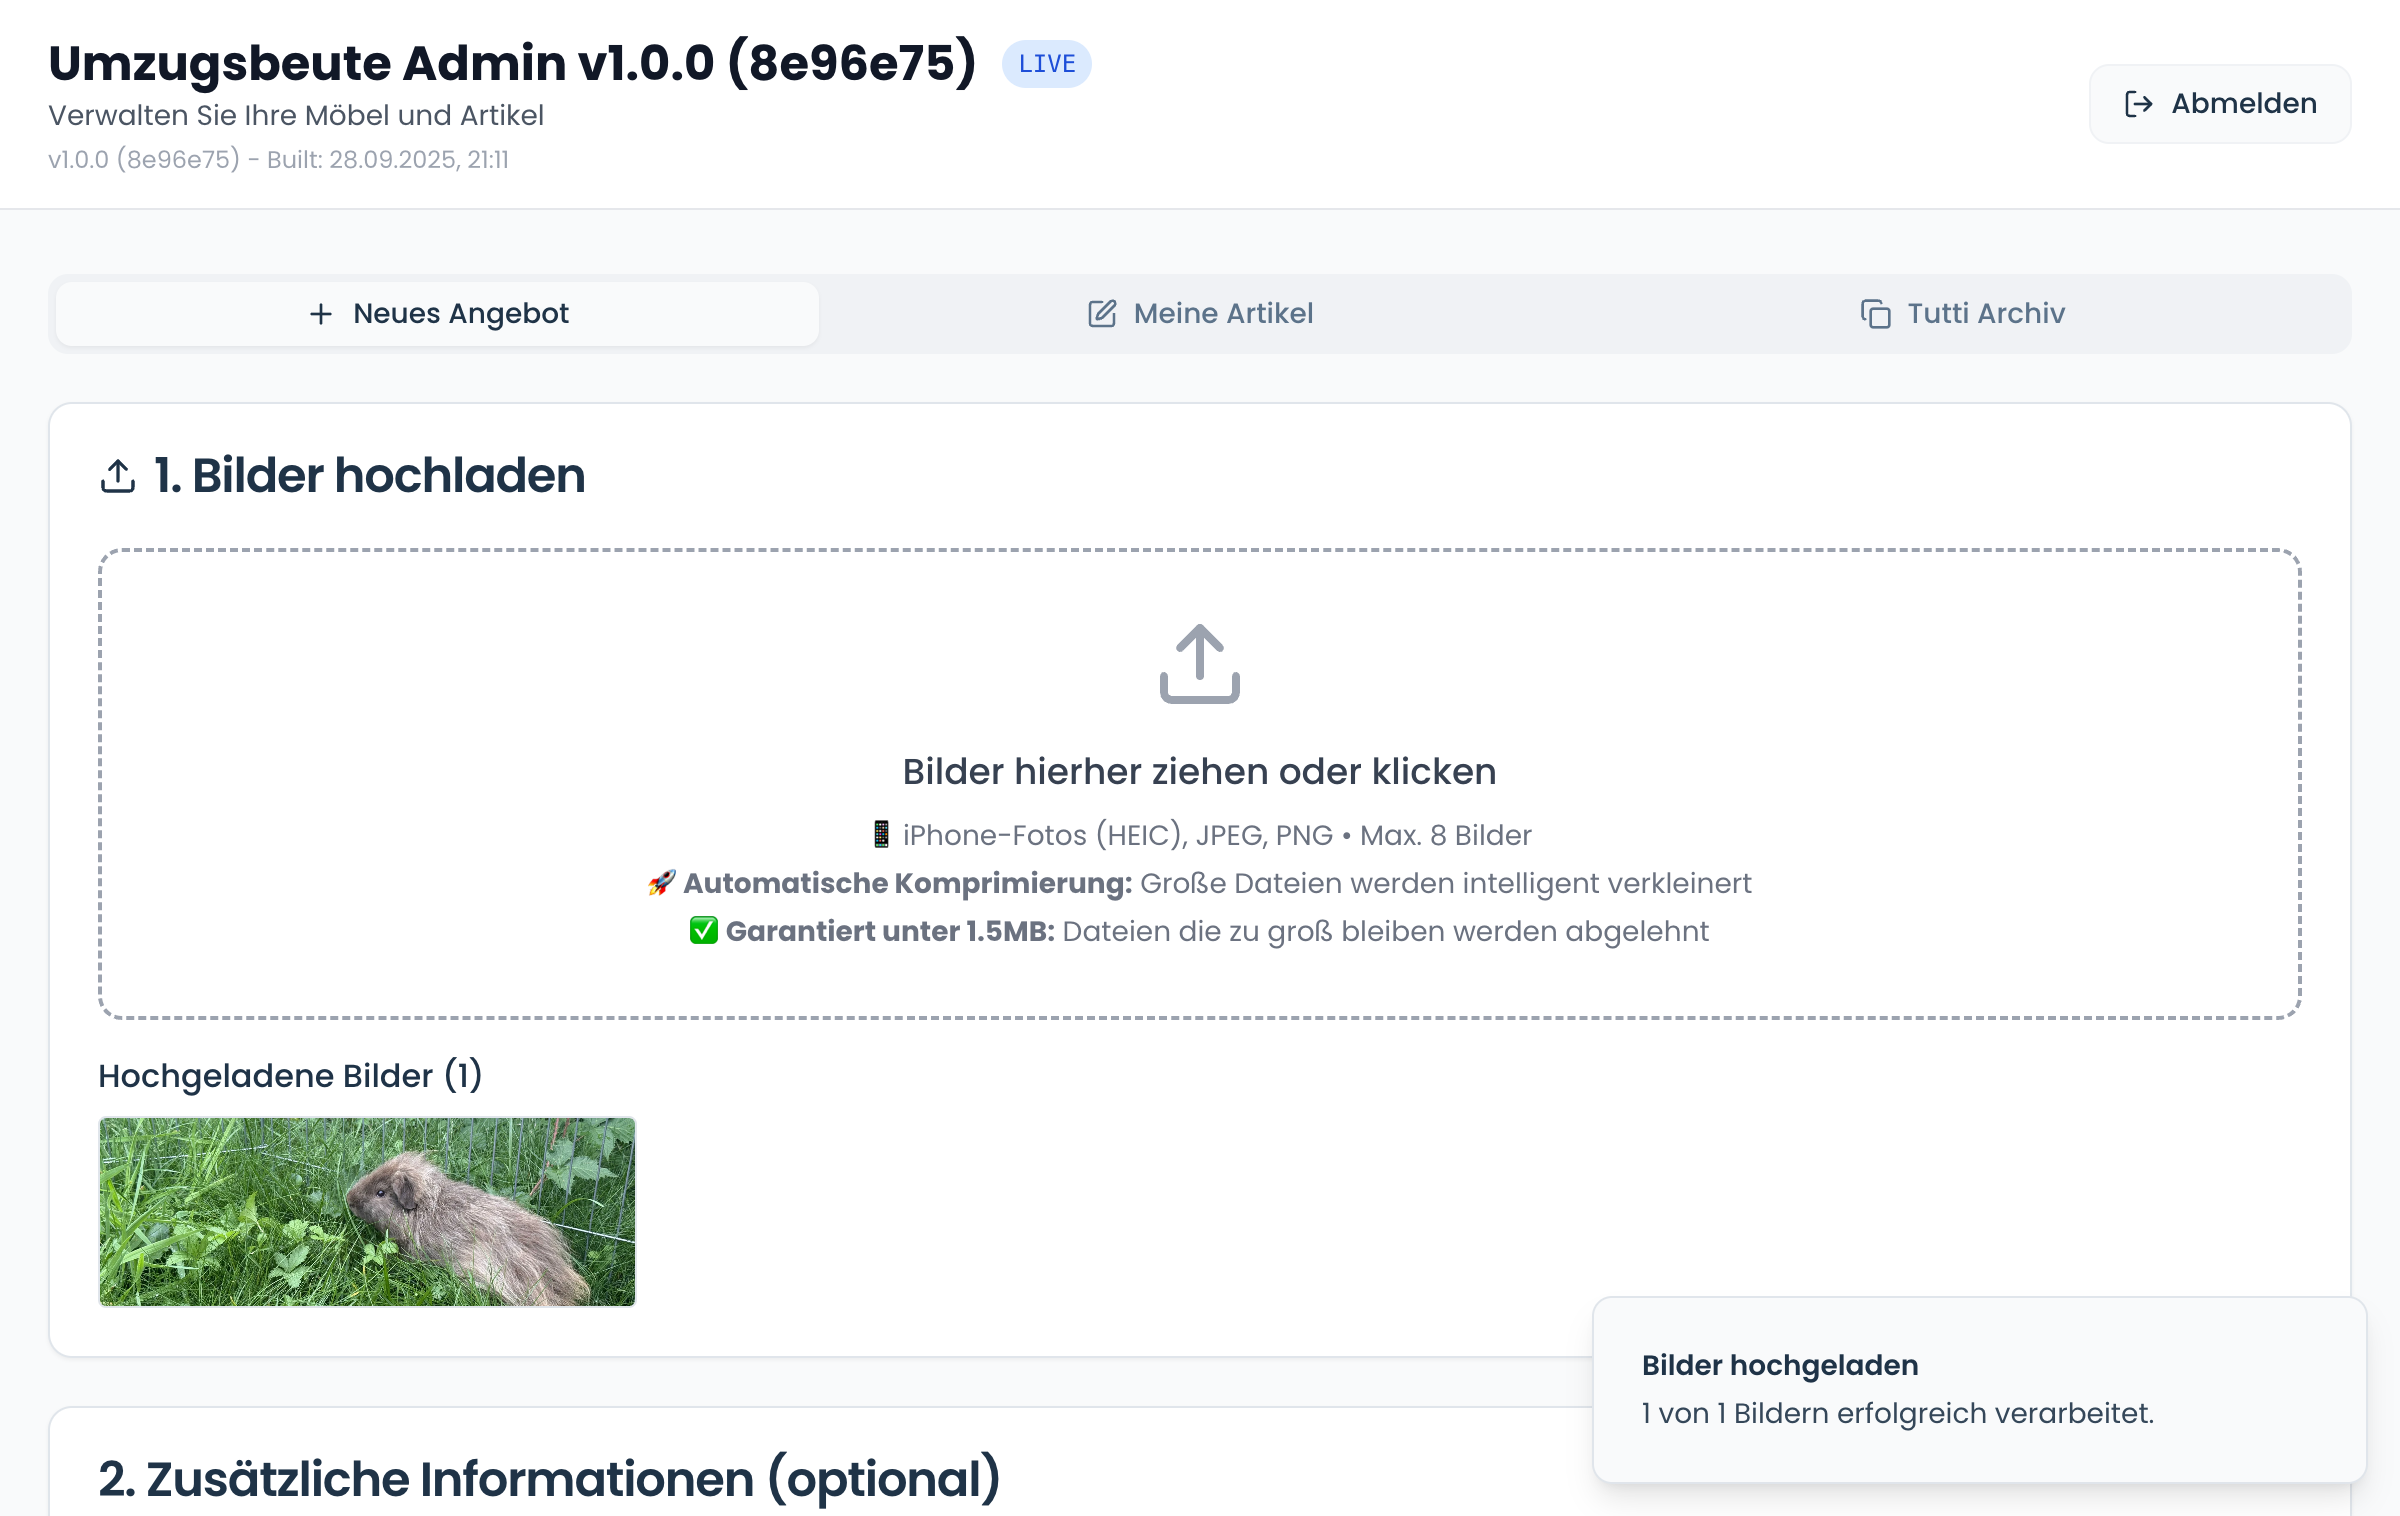 Umzugsbeute Admin v1.0.0 (8e96e75)
LIVE
Verwalten Sie Ihre Möbel und Artikel
v1.0.0 (8e96e75) - Built: 28.09.2025, 21:11
Abmelden
Neues Angebot
Meine Artikel
Tutti Archiv
1. Bilder hochladen
Bilder hierher ziehen oder klicken
📱 iPhone-Fotos (HEIC), JPEG, PNG • Max. 8 Bilder
🚀 Automatische Komprimierung: Große Dateien werden intelligent verkleinert
✅ Garantiert unter 1.5MB: Dateien die zu groß bleiben werden abgelehnt
Hochgeladene Bilder (1)
Bilder hochgeladen
1 von 1 Bildern erfolgreich verarbeitet.
2. Zusätzliche Informationen (optional)